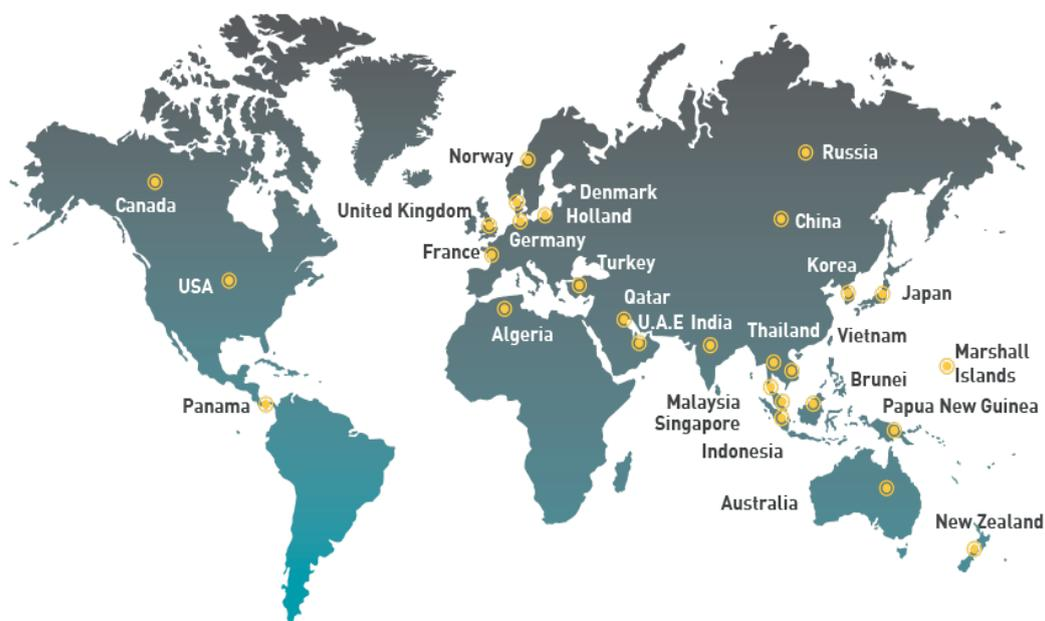 Norway
Russia
Denmark
Canada
United Kingdom
Holland
China
Germany
France
Turkey
Korea
USA
Japan
Qatar
U.A.E India
Algeria
Thailand
Vietnam
Marshall
Islands
Brunei
Panama
Malaysia
Papua New Guinea
Singapore
Indonesia
Australia
New Zealand